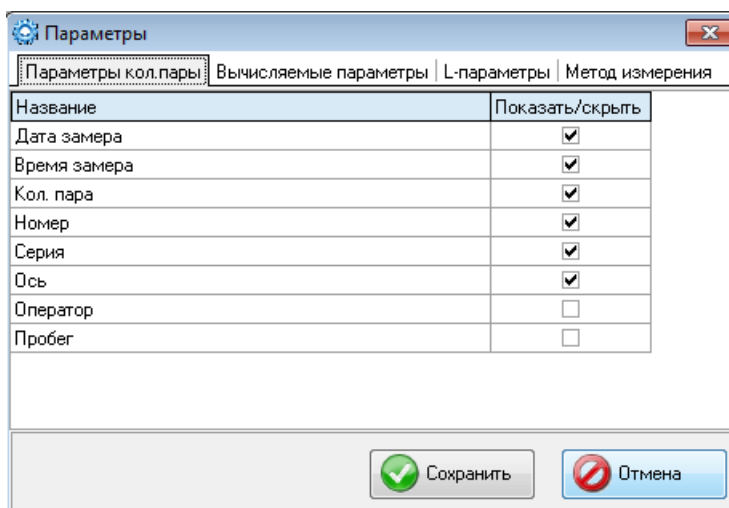 Параметры
Параметры кол.пары Вычисляемые параметры L-параметры Метод измерения
Название Показать/скрыть
Дата замера
Время замера
Кол. пара
Номер
Серия
Ось
Оператор
Пробег
Сохранить Отмена